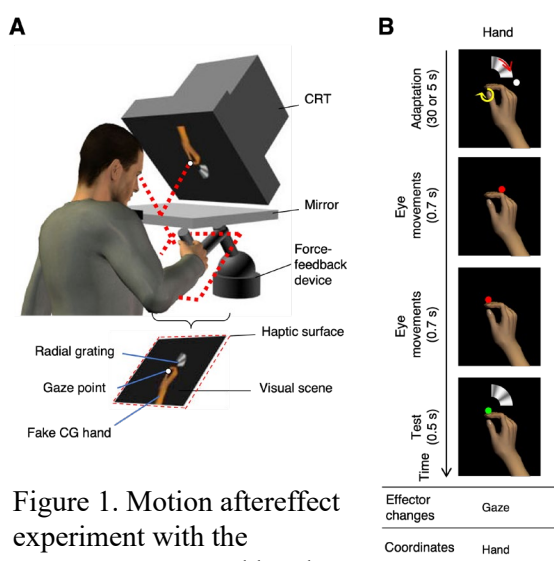 A
CRT
Mirror
Force-
feedback
device
Haptic surface
Radial grating
Gaze point
Visual scene
Fake CG hand
Figure 1. Motion aftereffect
experiment with the
B
Hand
Adaptation
(30 or 5 s)
Eye
movements
(0.7 s)
Eye
movements
(0.7 s)
Test
(0.5 s)
Time
Effector
changes
Gaze
Coordinates
Hand